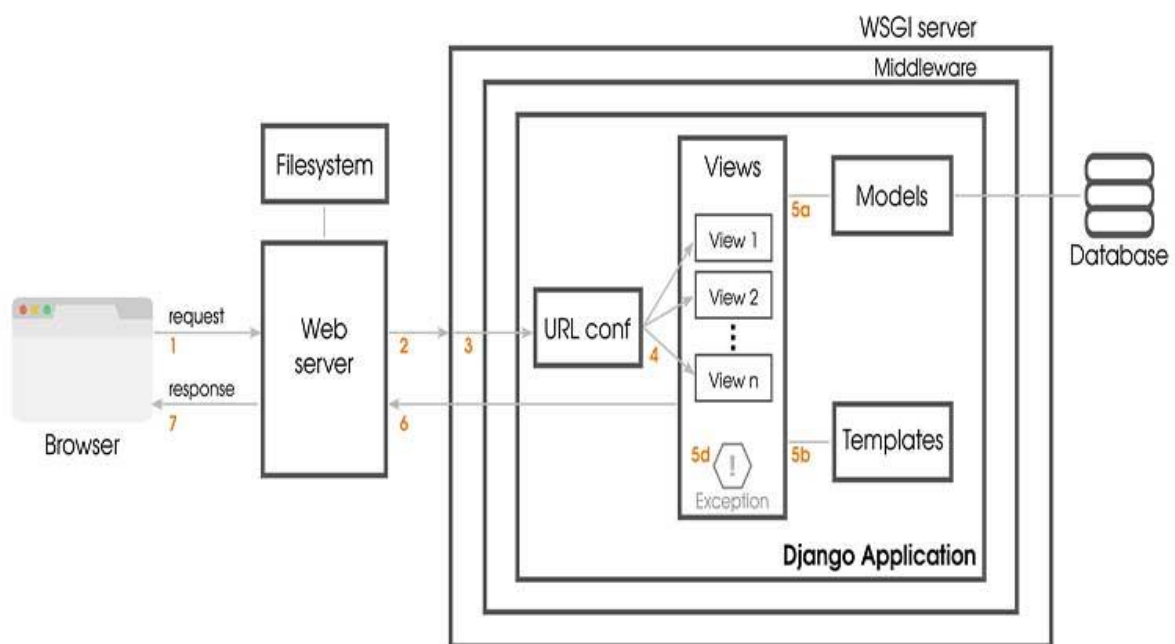 WSGI server
Middleware
Filesystem
Views
Models
5a
View 1
Database
View 2
request
URL conf
1
Web
server
2
3
4
View n
response
7
6
Browser
5d
!
Exception
5b
Templates
Django Application